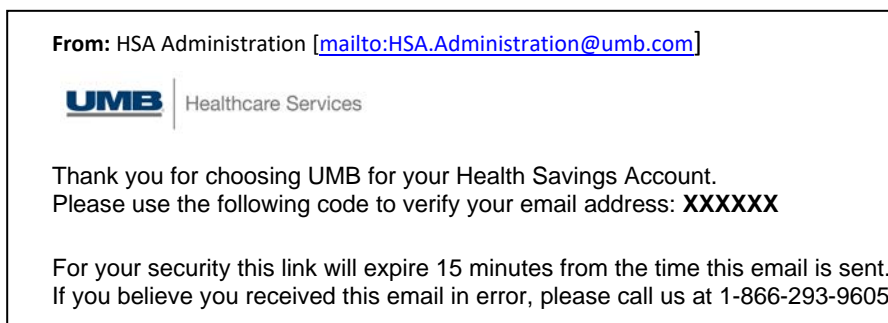 From: HSA Administration [mailto:HSA.Administration@umb.com]
UMB Healthcare Services
Thank you for choosing UMB for your Health Savings Account.
Please use the following code to verify your email address: XXXXXX
For your security this link will expire 15 minutes from the time this email is sent.
If you believe you received this email in error, please call us at 1-866-293-9605